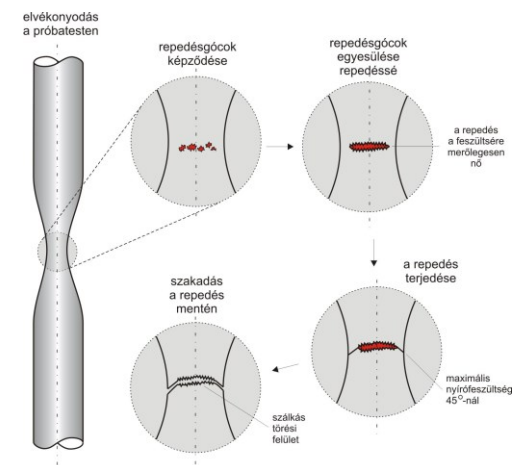 elvékonyodás
a próbatesten
repedésgócok
képződése
repedésgócok
egyesülése
repedéssé
a repedés
a feszültsére
merőlegesen
nő
a repedés
terjedése
maximális
nyírófeszültség
45°-nál
szakadás
a repedés
mentén
szálkás
törési
felület